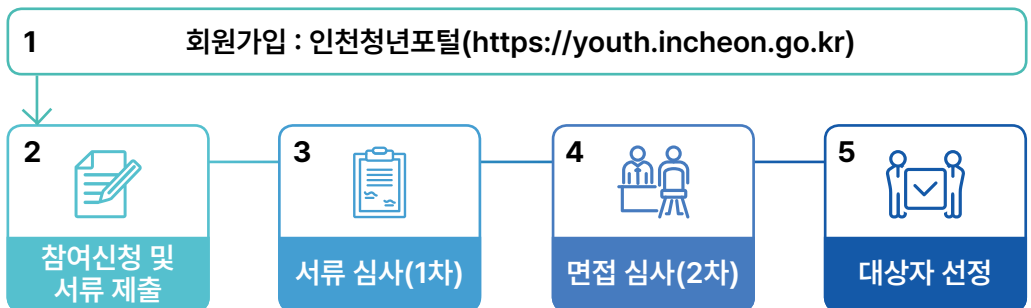 1
회원가입 : 인천청년포털(https://youth.incheon.go.kr)
2
참여신청 및
서류 제출
3
서류 심사(1차)
4
면접 심사(2차)
5
대상자 선정